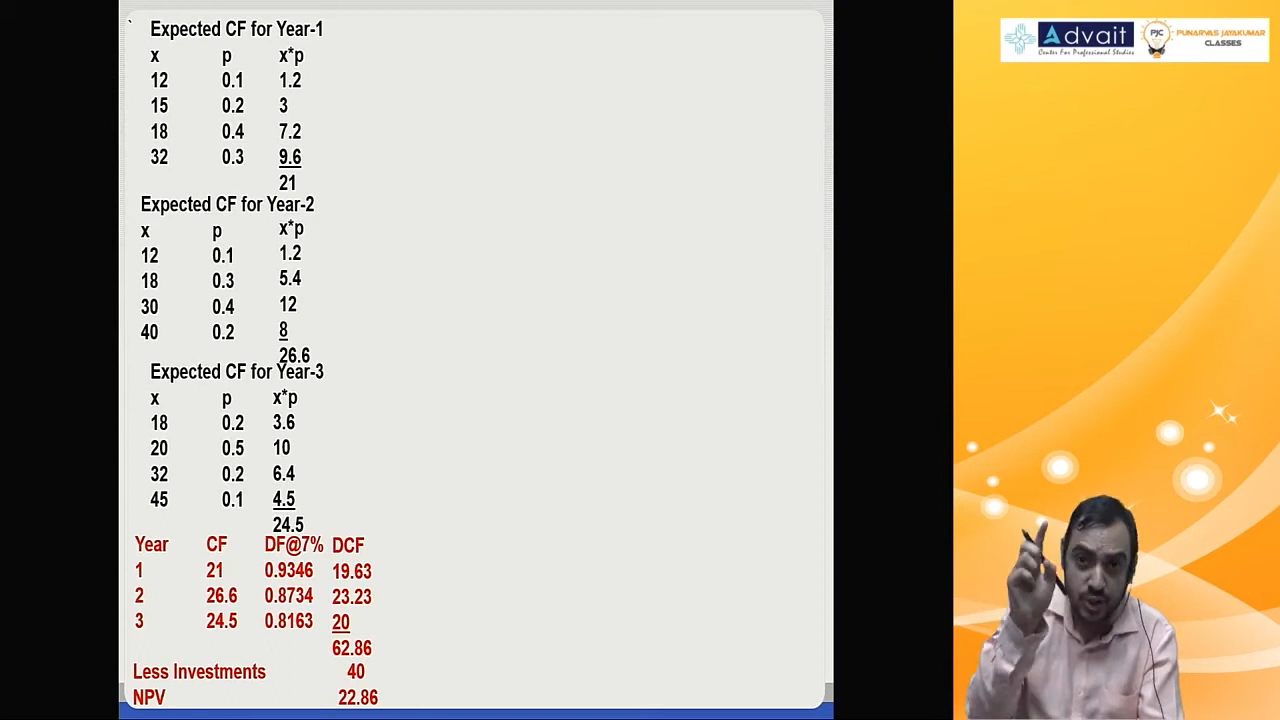 ` Expected CF for Year-1
x p x*p
12 0.1 1.2
15 0.2 3
18 0.4 7.2
32 0.3 9.6
21
Expected CF for Year-2
x p x*p
12 0.1 1.2
18 0.3 5.4
30 0.4 12
40 0.2 8
26.6
Expected CF for Year-3
x p x*p
18 0.2 3.6
20 0.5 10
32 0.2 6.4
45 0.1 4.5
24.5
Year CF DF@7% DCF
1 21 0.9346 19.63
2 26.6 0.8734 23.23
3 24.5 0.8163 20
62.86
Less Investments 40
NPV 22.86
Advait
Center For Professional Studies
PJC
PUNARVAS JAYAKUMAR
CLASSES